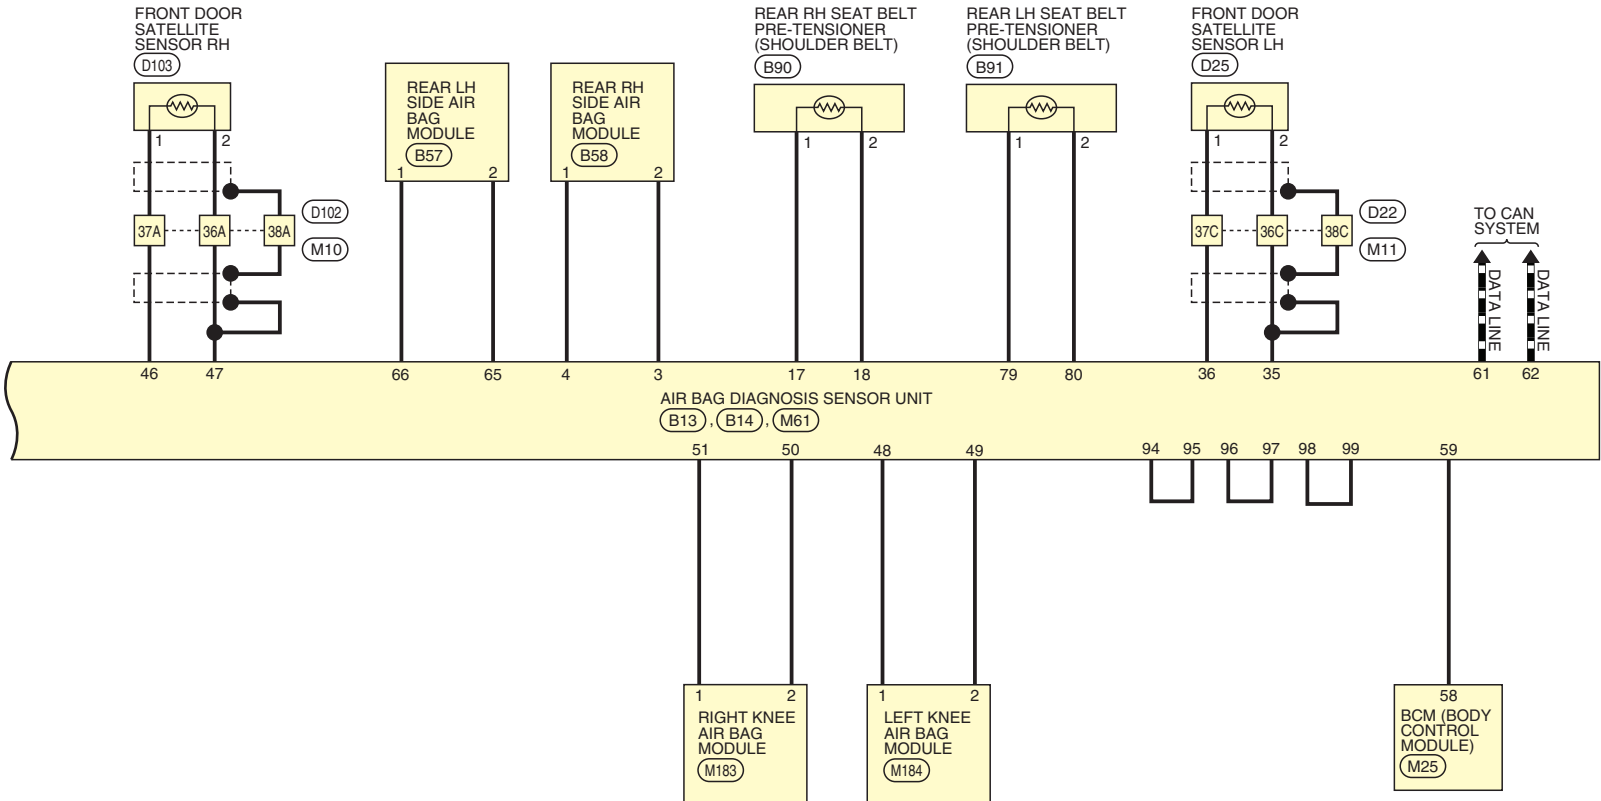 FRONT DOOR
SATELLITE
SENSOR RH
D103
1 2
37A 36A 38A
D102
M10
REAR LH
SIDE AIR
BAG
MODULE
B57
1 2
REAR RH
SIDE AIR
BAG
MODULE
B58
1 2
REAR RH SEAT BELT
PRE-TENSIONER
(SHOULDER BELT)
B90
1 2
REAR LH SEAT BELT
PRE-TENSIONER
(SHOULDER BELT)
B91
1 2
FRONT DOOR
SATELLITE
SENSOR LH
D25
1 2
37C 36C 38C
D22
M11
TO CAN
SYSTEM
DATA LINE
DATA LINE
46 47 66 65 4 3 17 18 79 80 36 35 61 62
AIR BAG DIAGNOSIS SENSOR UNIT
B13 , B14 , M61
51 50 48 49 94 95 96 97 98 99 59
1 2
RIGHT KNEE
AIR BAG
MODULE
M183
1 2
LEFT KNEE
AIR BAG
MODULE
M184
58
BCM (BODY
CONTROL
MODULE)
M25